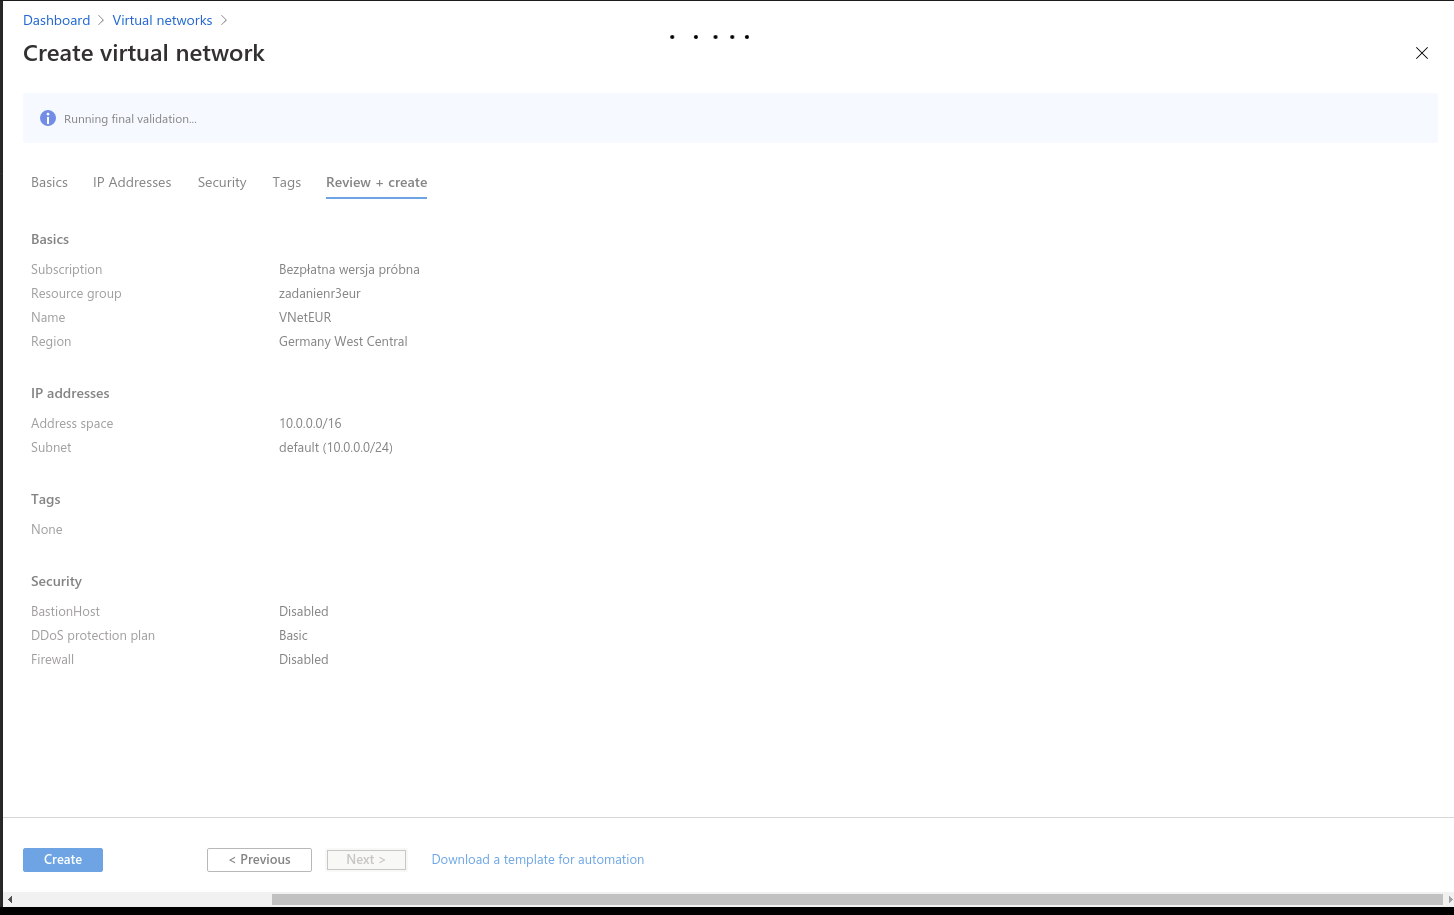 Dashboard > Virtual networks >
Create virtual network
Running final validation...
Basics IP Addresses Security Tags Review + create
Basics
Subscription Bezpłatna wersja próbna
Resource group zadanienr3eur
Name VNetEUR
Region Germany West Central
IP addresses
Address space 10.0.0.0/16
Subnet default (10.0.0.0/24)
Tags
None
Security
BastionHost Disabled
DDoS protection plan Basic
Firewall Disabled
Create < Previous Next > Download a template for automation